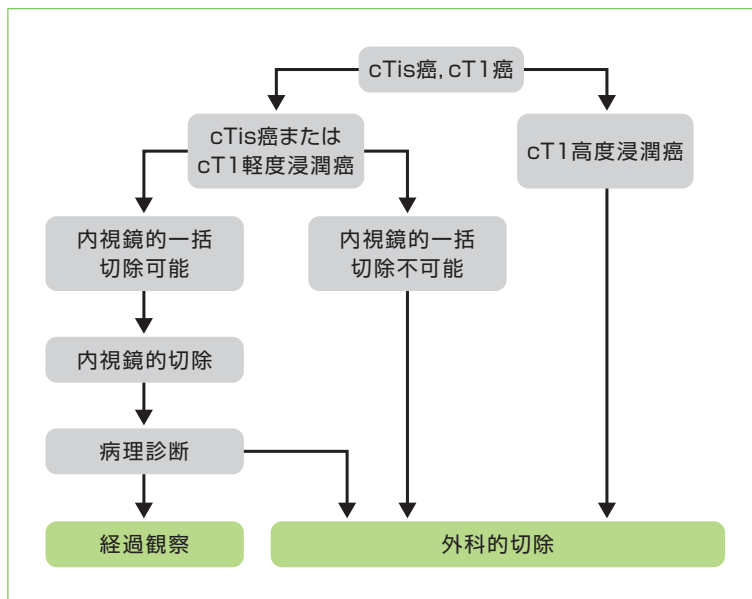 cTis癌, cT1癌
cTis癌または
cT1軽度浸潤癌
cT1高度浸潤癌
内視鏡的一括
切除可能
内視鏡的一括
切除不可能
内視鏡的切除
病理診断
経過観察
外科的切除